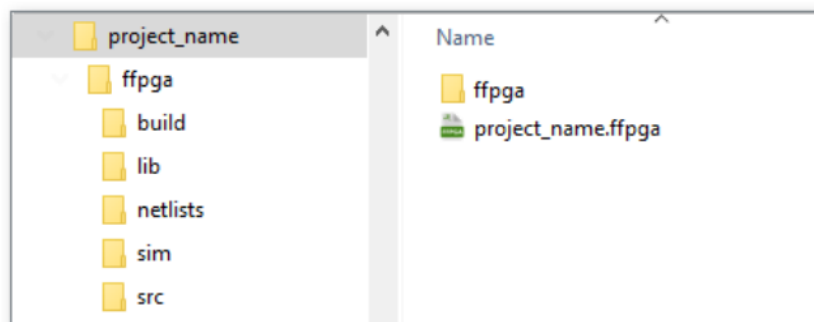 project_name
ffpga
build
lib
netlists
sim
src
Name
ffpga
project_name.ffpga